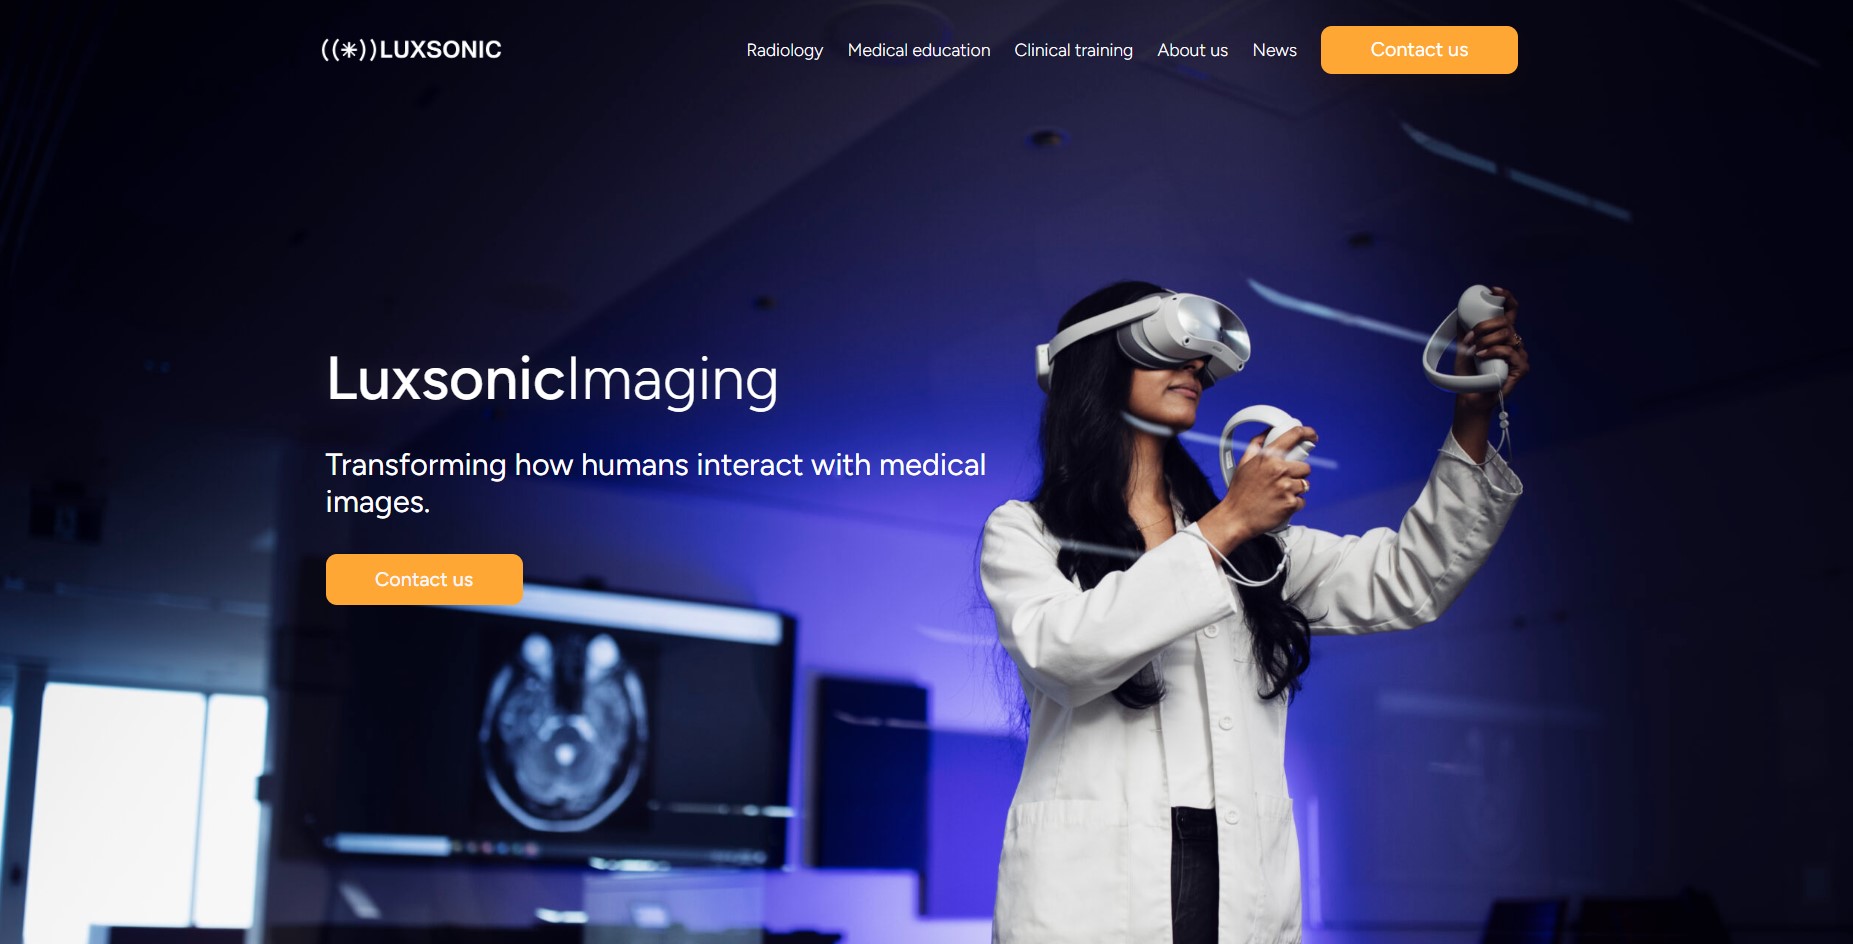 ((✳))LUXSONIC
Radiology Medical education Clinical training About us News Contact us
LuxsonicImaging
Transforming how humans interact with medical
images.
Contact us